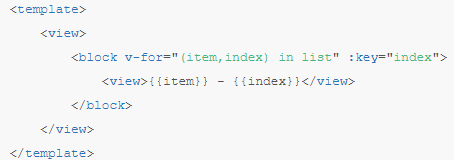 <template>
    <view>
        <block v-for="(item,index) in list" :key="index">
            <view>{{item}} - {{index}}</view>
        </block>
    </view>
</template>